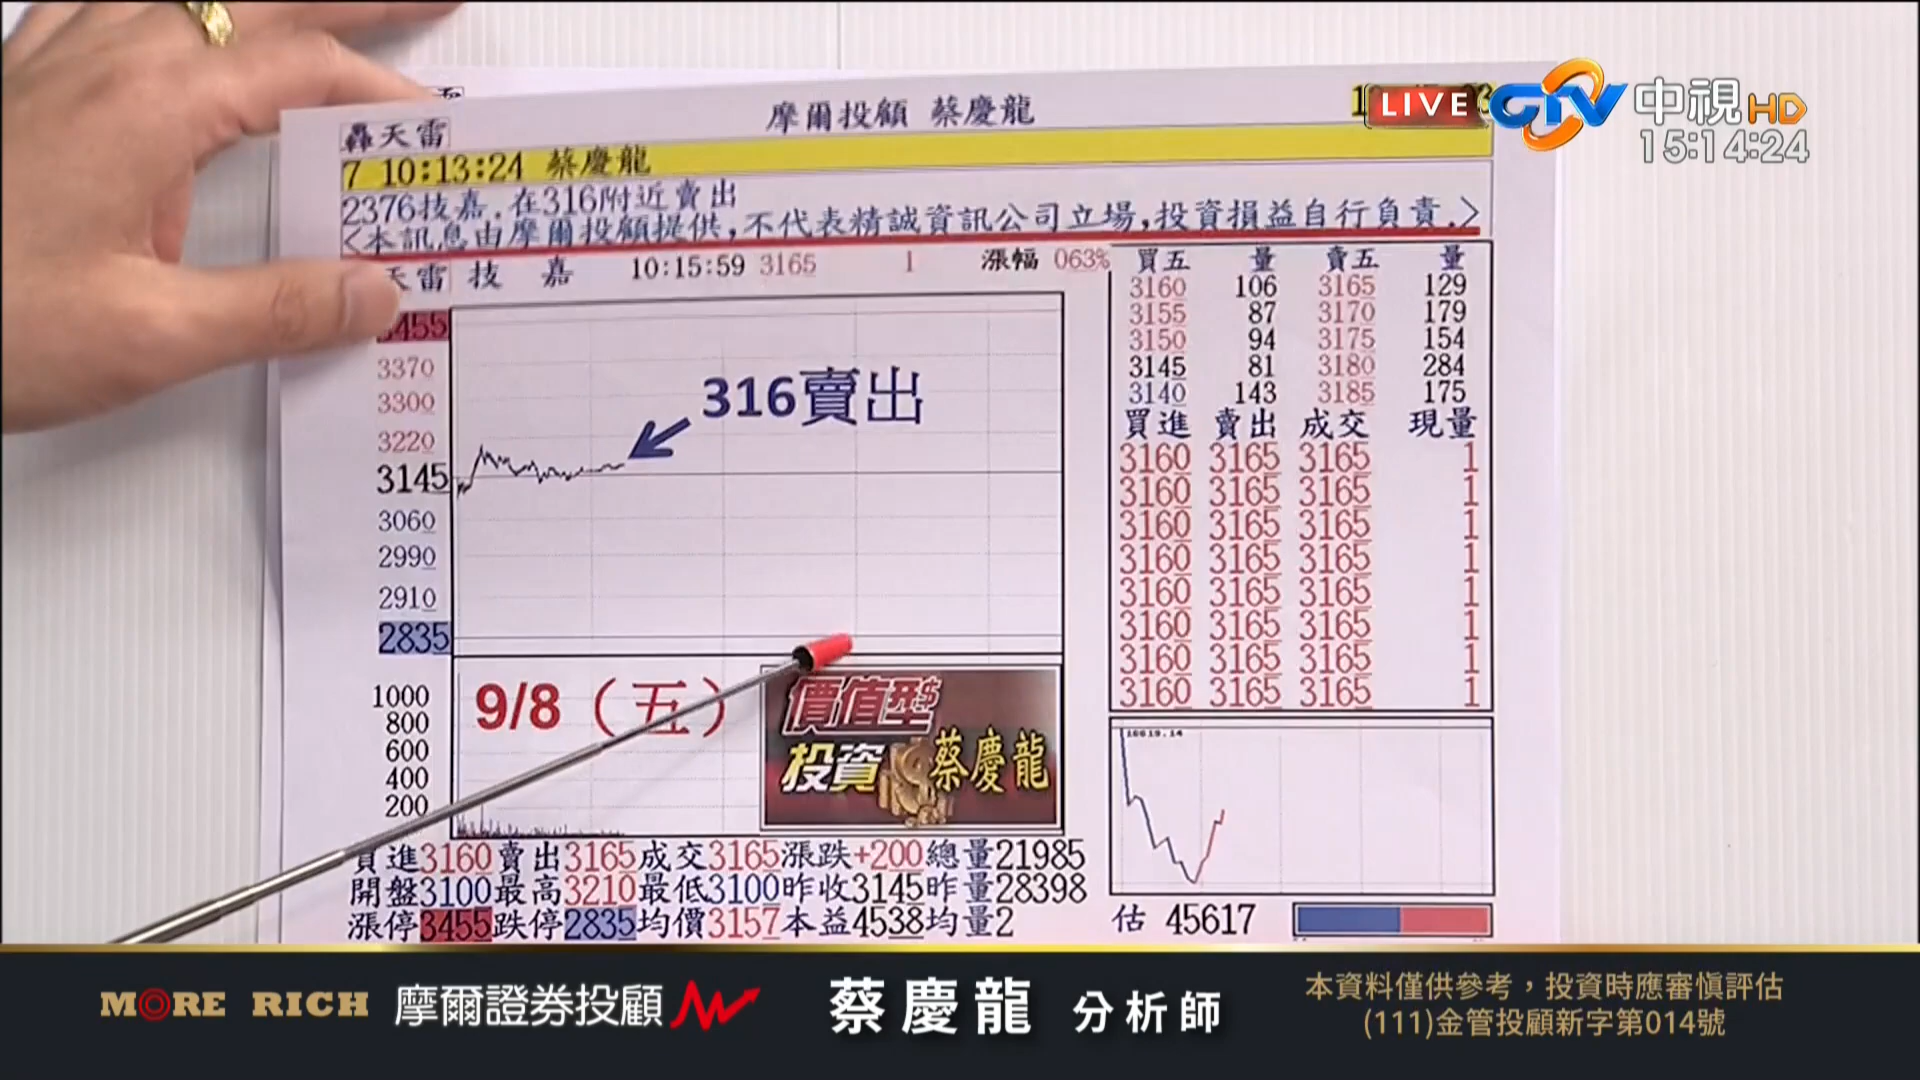 摩爾投顧 蔡慶龍
LIVE CTV 中視HD
15:14:24
轟天雷
7 10:13:24 蔡慶龍
2376技嘉.在316附近賣出
<本訊息由摩爾投顧提供,不代表精誠資訊公司立場,投資損益自行負責.>
天雷 技 嘉 10:15:59 3165 1 漲幅 063%
3455
3370
3300
3220
3145
3060
2990
2910
2835
316賣出
買五 量 賣五 量
3160 106 3165 129
3155 87 3170 179
3150 94 3175 154
3145 81 3180 284
3140 143 3185 175
買進 賣出 成交 現量
3160 3165 3165 1
3160 3165 3165 1
3160 3165 3165 1
3160 3165 3165 1
3160 3165 3165 1
3160 3165 3165 1
3160 3165 3165 1
3160 3165 3165 1
1000
800
600
400
200
9/8（五）
價值型$
投資 蔡慶龍
16619.14
買進3160賣出3165成交3165漲跌+200總量21985
開盤3100最高3210最低3100昨收3145昨量28398
漲停3455跌停2835均價3157本益4538均量2
估 45617
MORE RICH 摩爾證券投顧
蔡慶龍 分析師
本資料僅供參考，投資時應審慎評估
(111)金管投顧新字第014號